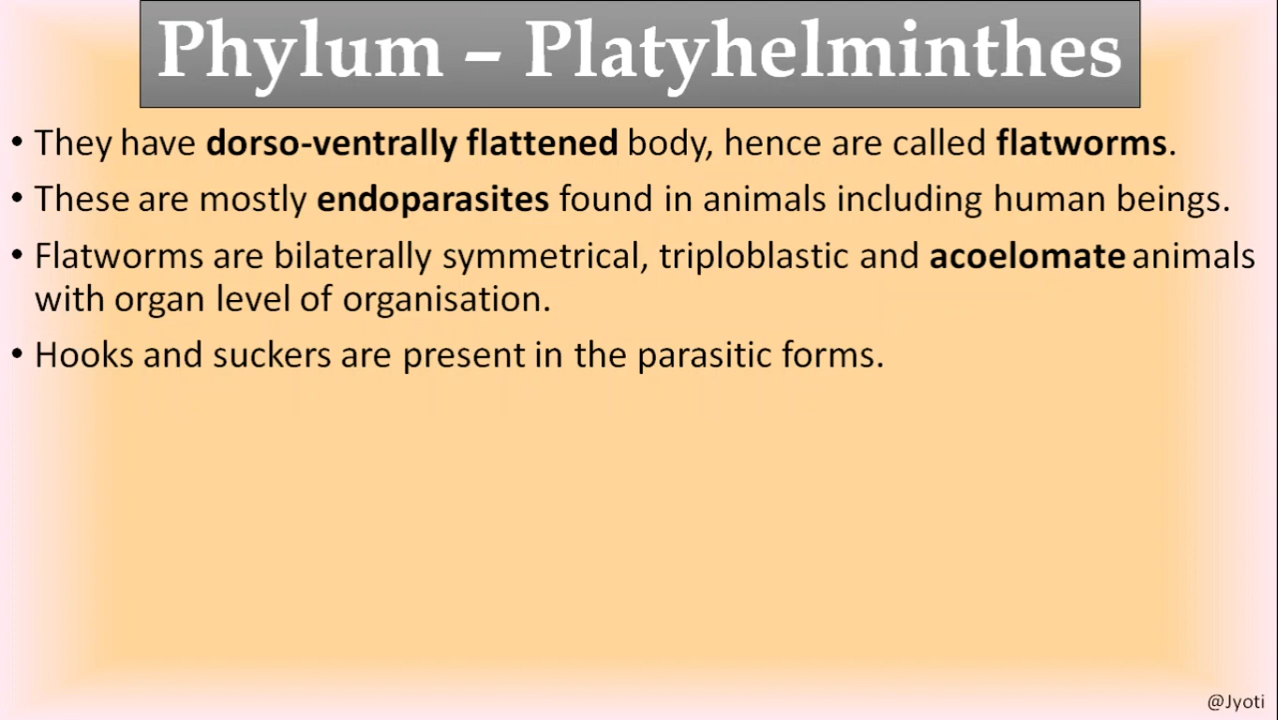 Phylum – Platyhelminthes
• They have dorso-ventrally flattened body, hence are called flatworms.
• These are mostly endoparasites found in animals including human beings.
• Flatworms are bilaterally symmetrical, triploblastic and acoelomate animals
with organ level of organisation.
• Hooks and suckers are present in the parasitic forms.
@Jyoti